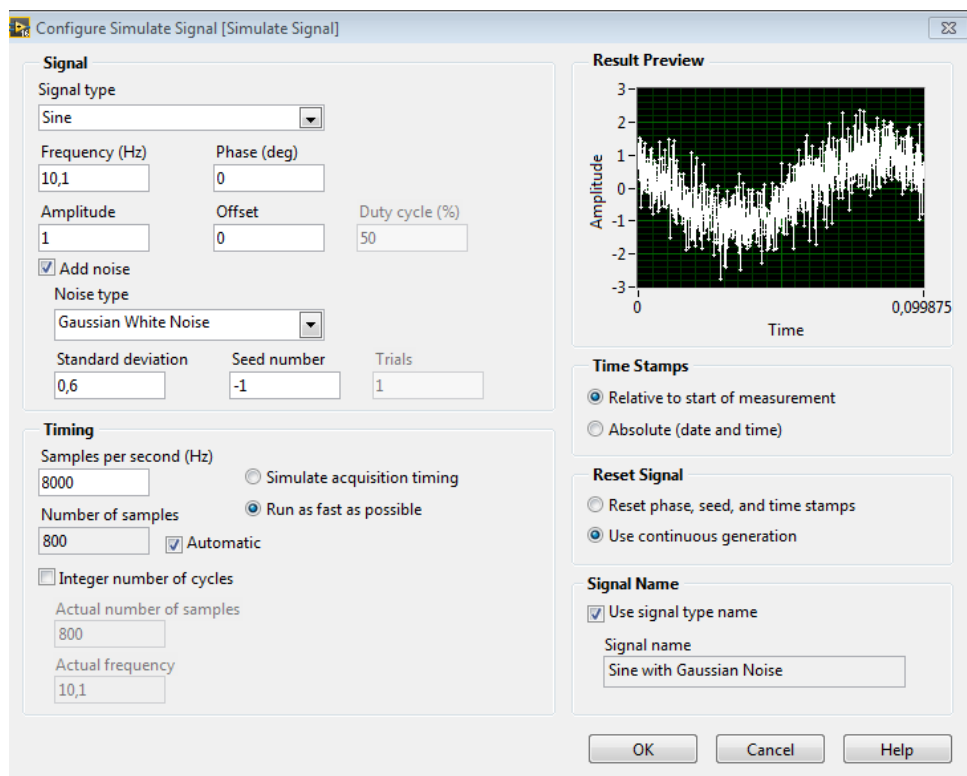 Configure Simulate Signal [Simulate Signal]
Signal
Signal type
Sine
Frequency (Hz) Phase (deg)
10,1 0
Amplitude Offset Duty cycle (%)
1 0 50
Add noise
Noise type
Gaussian White Noise
Standard deviation Seed number Trials
0,6 -1 1
Timing
Samples per second (Hz)
8000
Simulate acquisition timing
Run as fast as possible
Number of samples
800 Automatic
Integer number of cycles
Actual number of samples
800
Actual frequency
10,1
Result Preview
Amplitude
3
2
1
0
-1
-2
-3
0 0,099875
Time
Time Stamps
Relative to start of measurement
Absolute (date and time)
Reset Signal
Reset phase, seed, and time stamps
Use continuous generation
Signal Name
Use signal type name
Signal name
Sine with Gaussian Noise
OK Cancel Help